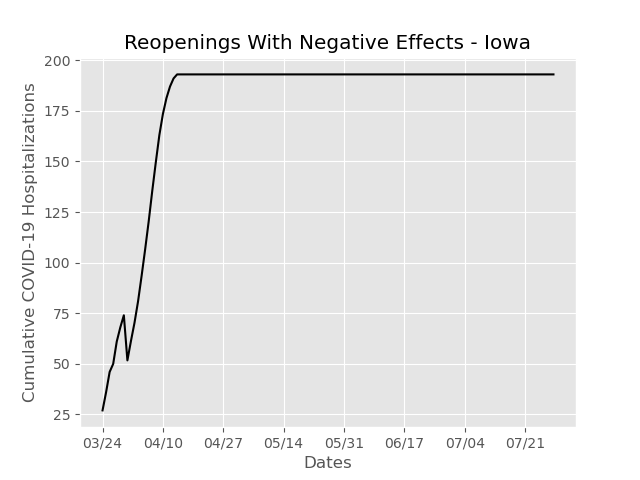 Reopenings With Negative Effects - Iowa
Cumulative COVID-19 Hospitalizations
200
175
150
125
100
75
50
25
03/24 04/10 04/27 05/14 05/31 06/17 07/04 07/21
Dates